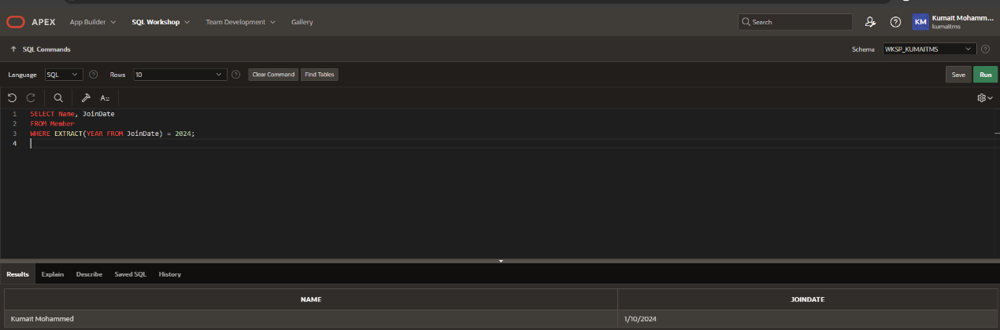 APEX App Builder SQL Workshop Team Development Gallery Search KM Kumait Mohamm...
kumaitms
SQL Commands Schema WKSP_KUMAITMS
Language SQL Rows 10 Clear Command Find Tables Save Run
A
1 SELECT Name, JoinDate
2 FROM Member
3 WHERE EXTRACT(YEAR FROM JoinDate) = 2024;
4
Results Explain Describe Saved SQL History
NAME JOINDATE
Kumait Mohammed 1/10/2024